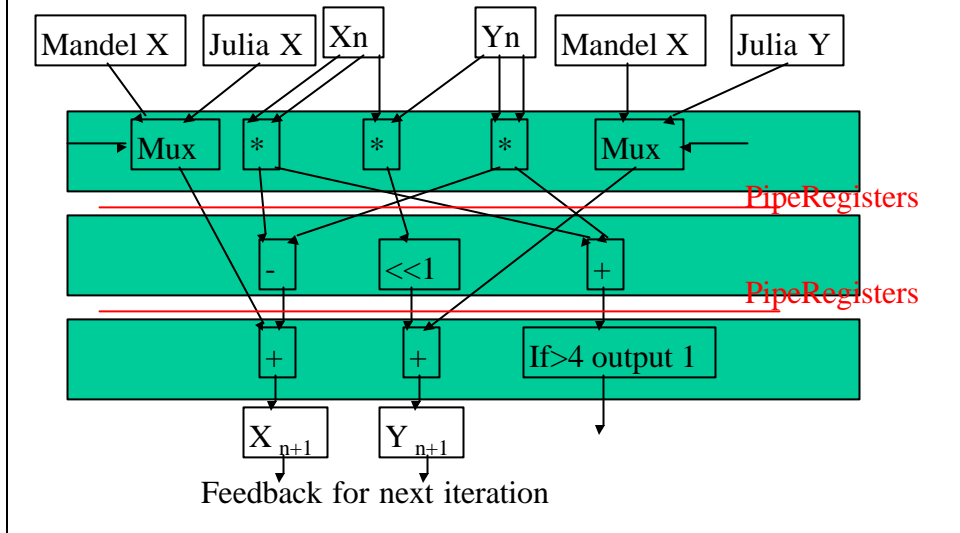 Mandel X Julia X Xn Yn Mandel X Julia Y
Mux * * * Mux
PipeRegisters
- <<1 +
PipeRegisters
+ + If>4 output 1
X n+1 Y n+1
Feedback for next iteration